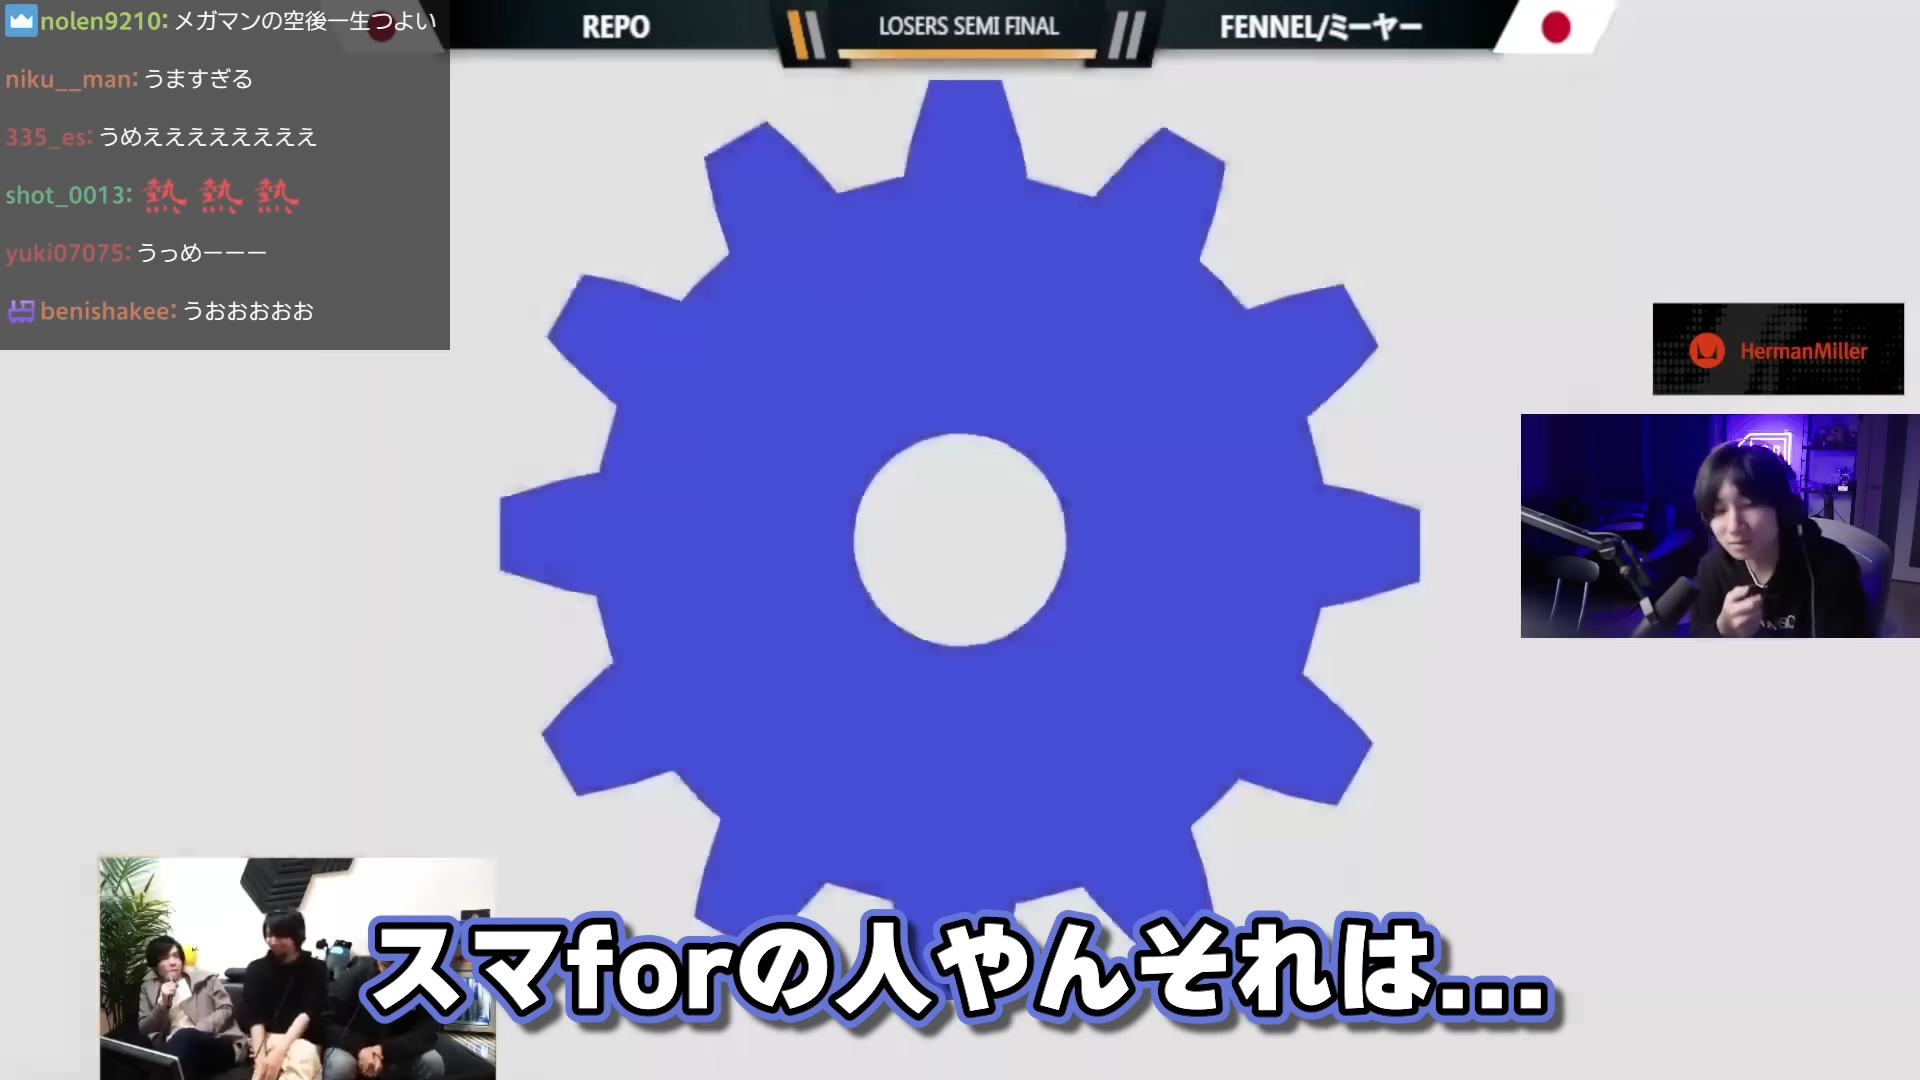 nolen9210: メガマンの空後一生つよい
REPO
LOSERS SEMI FINAL
FENNEL/ミーヤー
niku__man: うますぎる
335_es: うめええええええええ
shot_0013: 熱 熱 熱
yuki07075: うっめーーー
benishakee: うおおおおお
HermanMiller
スマforの人やんそれは...